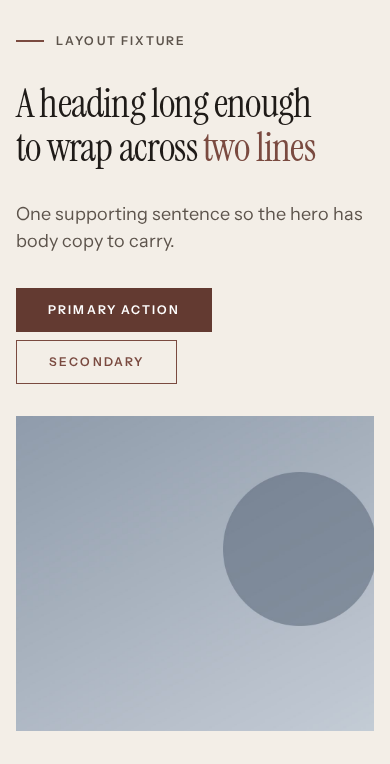 LAYOUT FIXTURE
A heading long enough
to wrap across two lines
One supporting sentence so the hero has
body copy to carry.
PRIMARY ACTION
SECONDARY